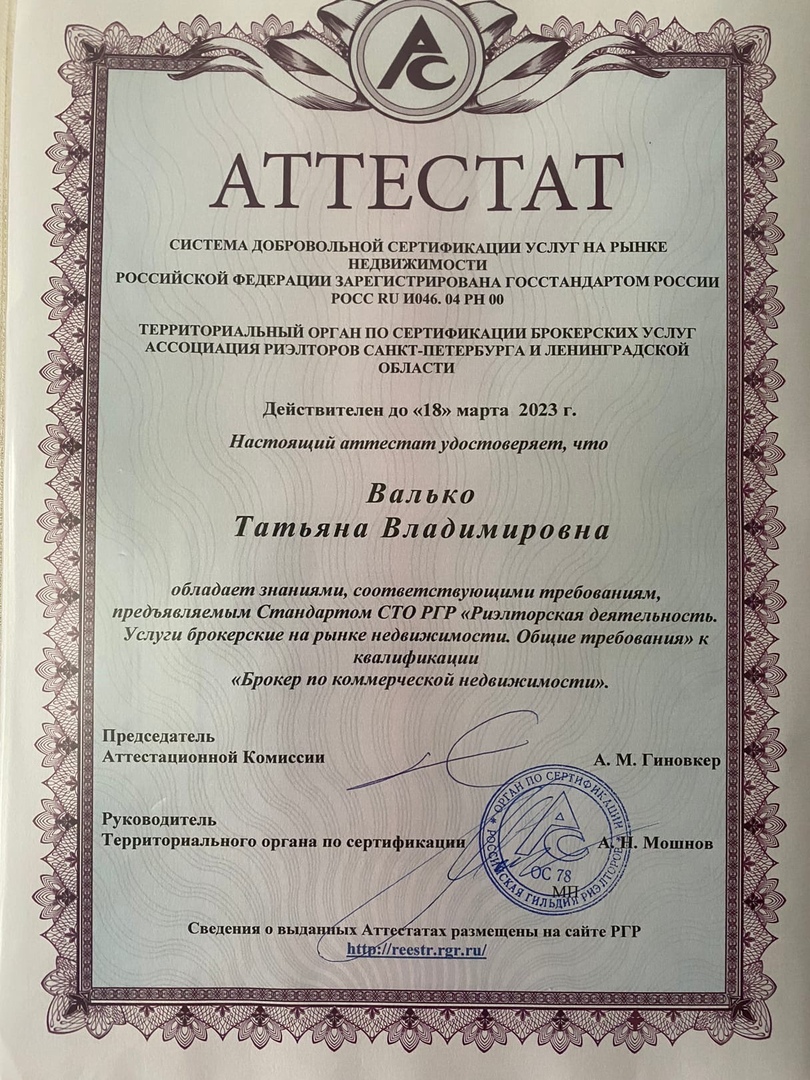 АС
АТТЕСТАТ
СИСТЕМА ДОБРОВОЛЬНОЙ СЕРТИФИКАЦИИ УСЛУГ НА РЫНКЕ
НЕДВИЖИМОСТИ
РОССИЙСКОЙ ФЕДЕРАЦИИ ЗАРЕГИСТРИРОВАНА ГОССТАНДАРТОМ РОССИИ
РОСС RU И046. 04 РН 00
ТЕРРИТОРИАЛЬНЫЙ ОРГАН ПО СЕРТИФИКАЦИИ БРОКЕРСКИХ УСЛУГ
АССОЦИАЦИЯ РИЭЛТОРОВ САНКТ-ПЕТЕРБУРГА И ЛЕНИНГРАДСКОЙ
ОБЛАСТИ
Действителен до «18» марта 2023 г.
Настоящий аттестат удостоверяет, что
Валько
Татьяна Владимировна
обладает знаниями, соответствующими требованиям,
предъявляемым Стандартом СТО РГР «Риэлторская деятельность.
Услуги брокерские на рынке недвижимости. Общие требования» к
квалификации
«Брокер по коммерческой недвижимости».
Председатель
Аттестационной Комиссии А. М. Гиновкер
Руководитель
Территориального органа по сертификации А. Н. Мошнов
ОРГАН ПО СЕРТИФИКАЦИИ
РОССИЙСКАЯ ГИЛЬДИЯ РИЭЛТОРОВ
АС
ОС 78
МП
Сведения о выданных Аттестатах размещены на сайте РГР
http://reestr.rgr.ru/